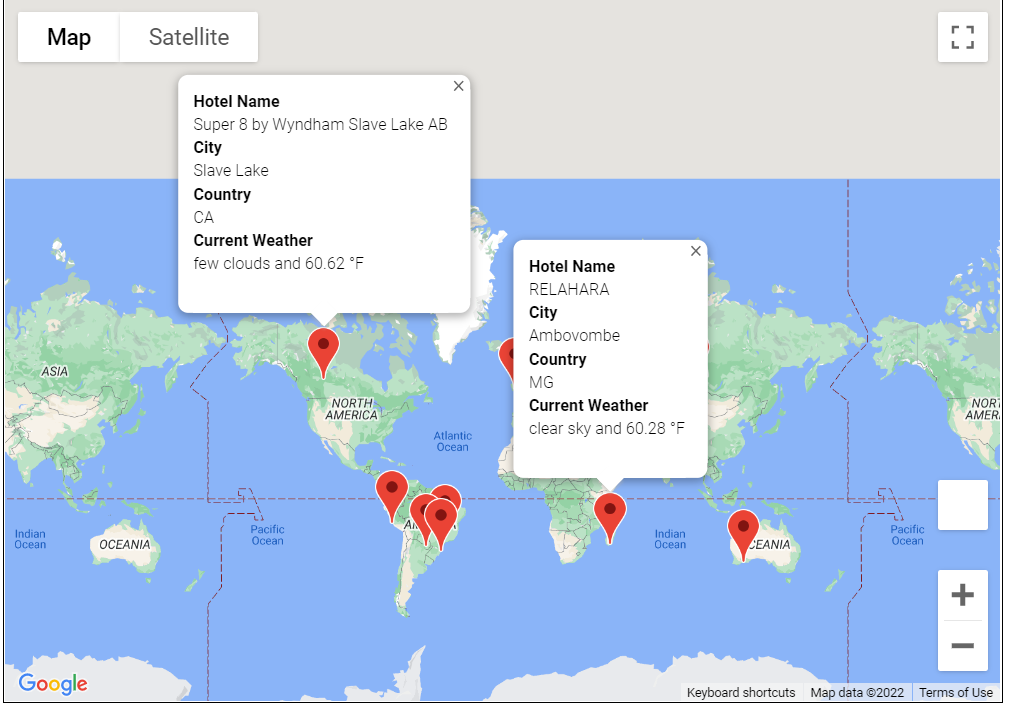 Map
Satellite
Hotel Name
Super 8 by Wyndham Slave Lake AB
City
Slave Lake
Country
CA
Current Weather
few clouds and 60.62 °F
Hotel Name
RELAHARA
City
Ambovombe
Country
MG
Current Weather
clear sky and 60.28 °F
ASIA
NORTH
AMERICA
Atlantic
Ocean
NORT
AMER
Indian
Ocean
OCEANIA
Pacific
Ocean
Indian
Ocean
CEANIA
Pacific
Ocean
Google
Keyboard shortcuts
Map data ©2022
Terms of Use